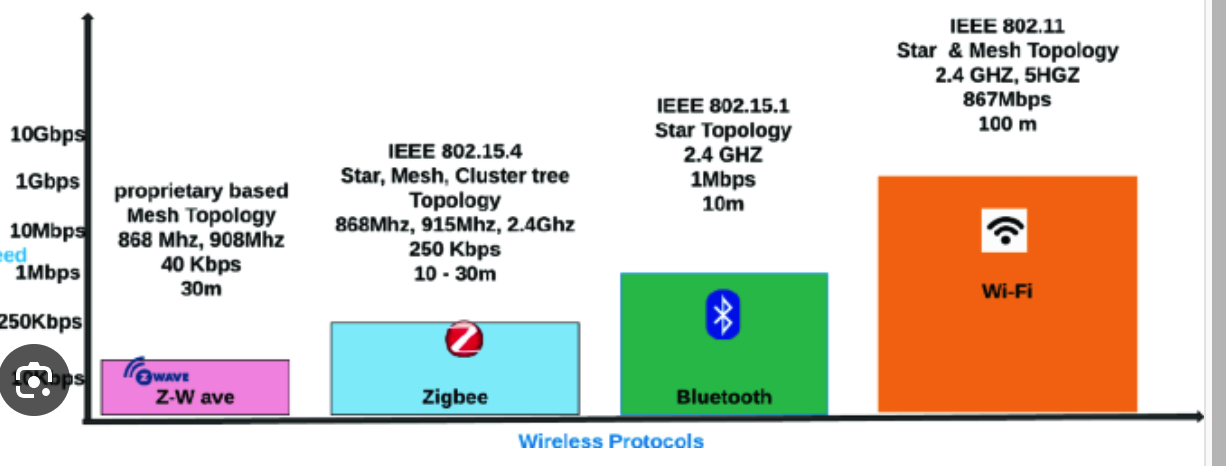 10Gbps
1Gbps
10Mbps
eed
1Mbps
250Kbps
proprietary based
Mesh Topology
868 Mhz, 908Mhz
40 Kbps
30m
IEEE 802.15.4
Star, Mesh, Cluster tree
Topology
868Mhz, 915Mhz, 2.4Ghz
250 Kbps
10 - 30m
IEEE 802.15.1
Star Topology
2.4 GHZ
1Mbps
10m
IEEE 802.11
Star & Mesh Topology
2.4 GHZ, 5HGZ
867Mbps
100 m
Z WAVE
Z-W ave
Zigbee
Bluetooth
Wi-Fi
Wireless Protocols